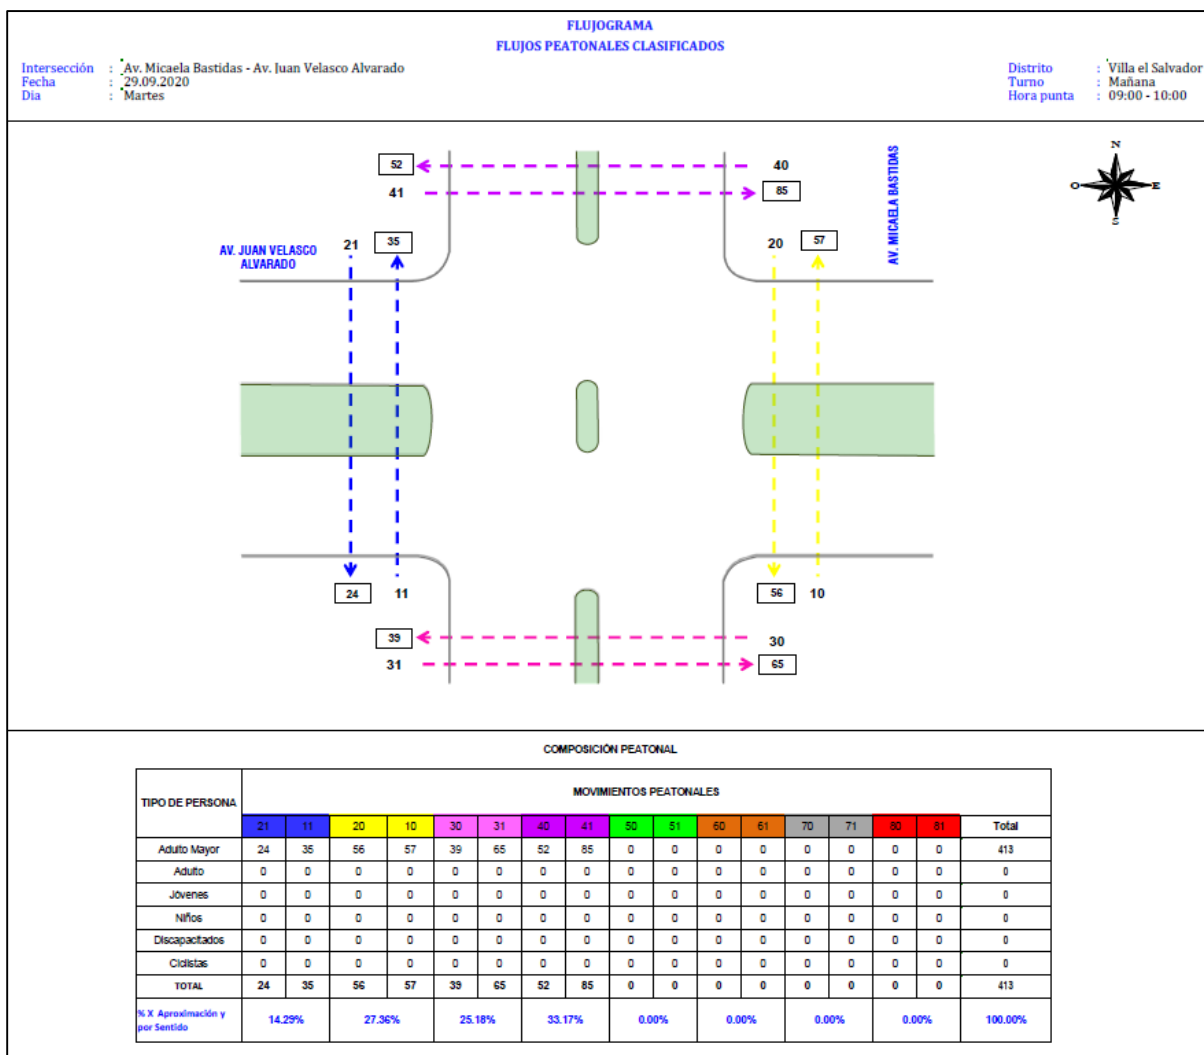 FLUJOGRAMA
FLUJOS PEATONALES CLASIFICADOS
Intersección : Av. Micaela Bastidas - Av. Juan Velasco Alvarado
Fecha : 29.09.2020
Dia : Martes
Distrito : Villa el Salvador
Turno : Mañana
Hora punta : 09:00 - 10:00
52 40
41 85
N
O E
S
AV. MICAELA BASTIDAS
AV. JUAN VELASCO
ALVARADO
21 35 20 57
24 11 56 10
39 30
31 65
COMPOSICIÓN PEATONAL
TIPO DE PERSONA MOVIMIENTOS PEATONALES
21 11 20 10 30 31 40 41 50 51 60 61 70 71 80 81 Total
Adulto Mayor 24 35 56 57 39 65 52 85 0 0 0 0 0 0 0 0 413
Adulto 0 0 0 0 0 0 0 0 0 0 0 0 0 0 0 0 0
Jóvenes 0 0 0 0 0 0 0 0 0 0 0 0 0 0 0 0 0
Niños 0 0 0 0 0 0 0 0 0 0 0 0 0 0 0 0 0
Discapacitados 0 0 0 0 0 0 0 0 0 0 0 0 0 0 0 0 0
Ciclistas 0 0 0 0 0 0 0 0 0 0 0 0 0 0 0 0 0
TOTAL 24 35 56 57 39 65 52 85 0 0 0 0 0 0 0 0 413
% X Aproximación y
por Sentido 14.29% 27.36% 25.18% 33.17% 0.00% 0.00% 0.00% 0.00% 100.00%